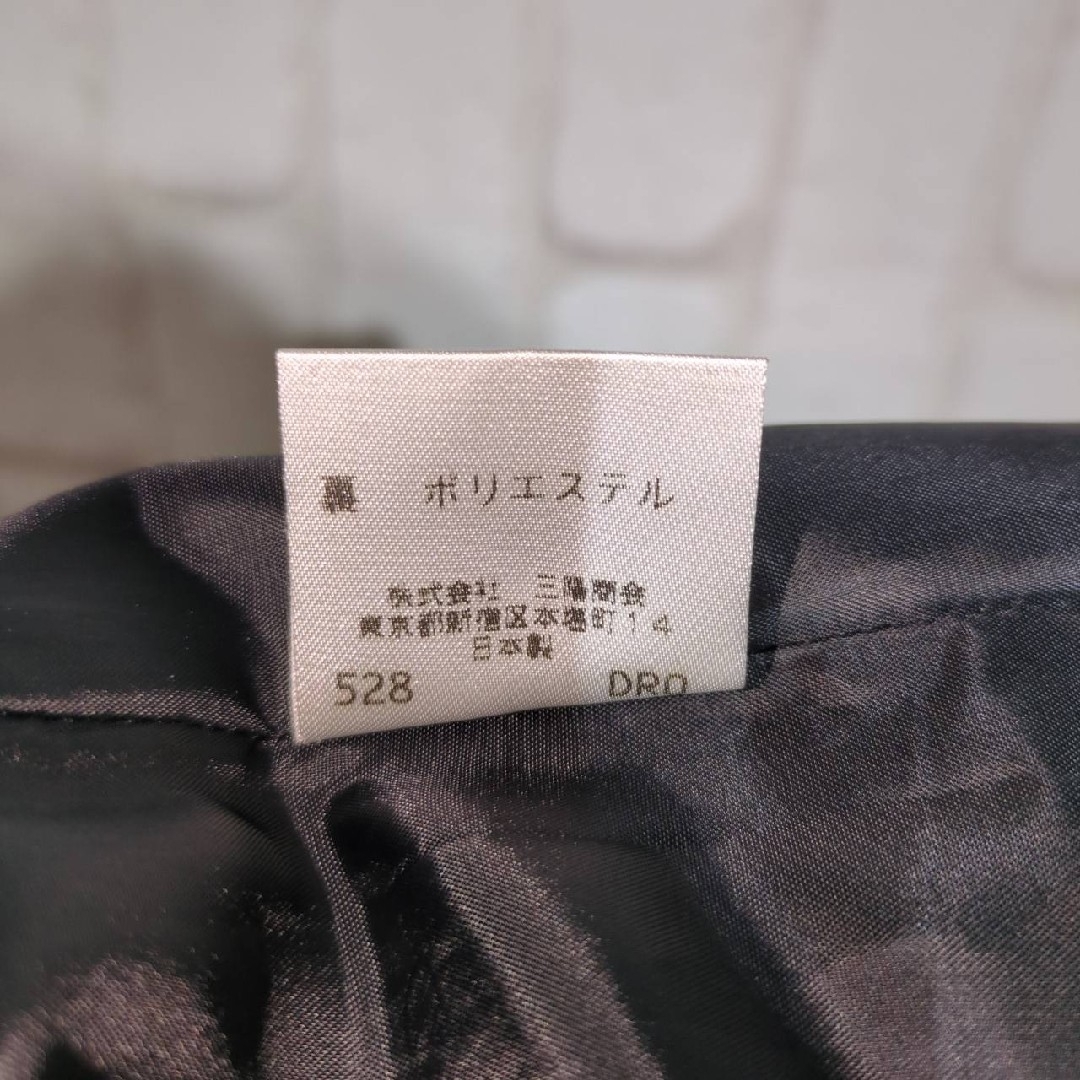 裏 ポリエステル
株式会社 三陽商会
東京都新宿区本塩町14
日本製
528 DRO